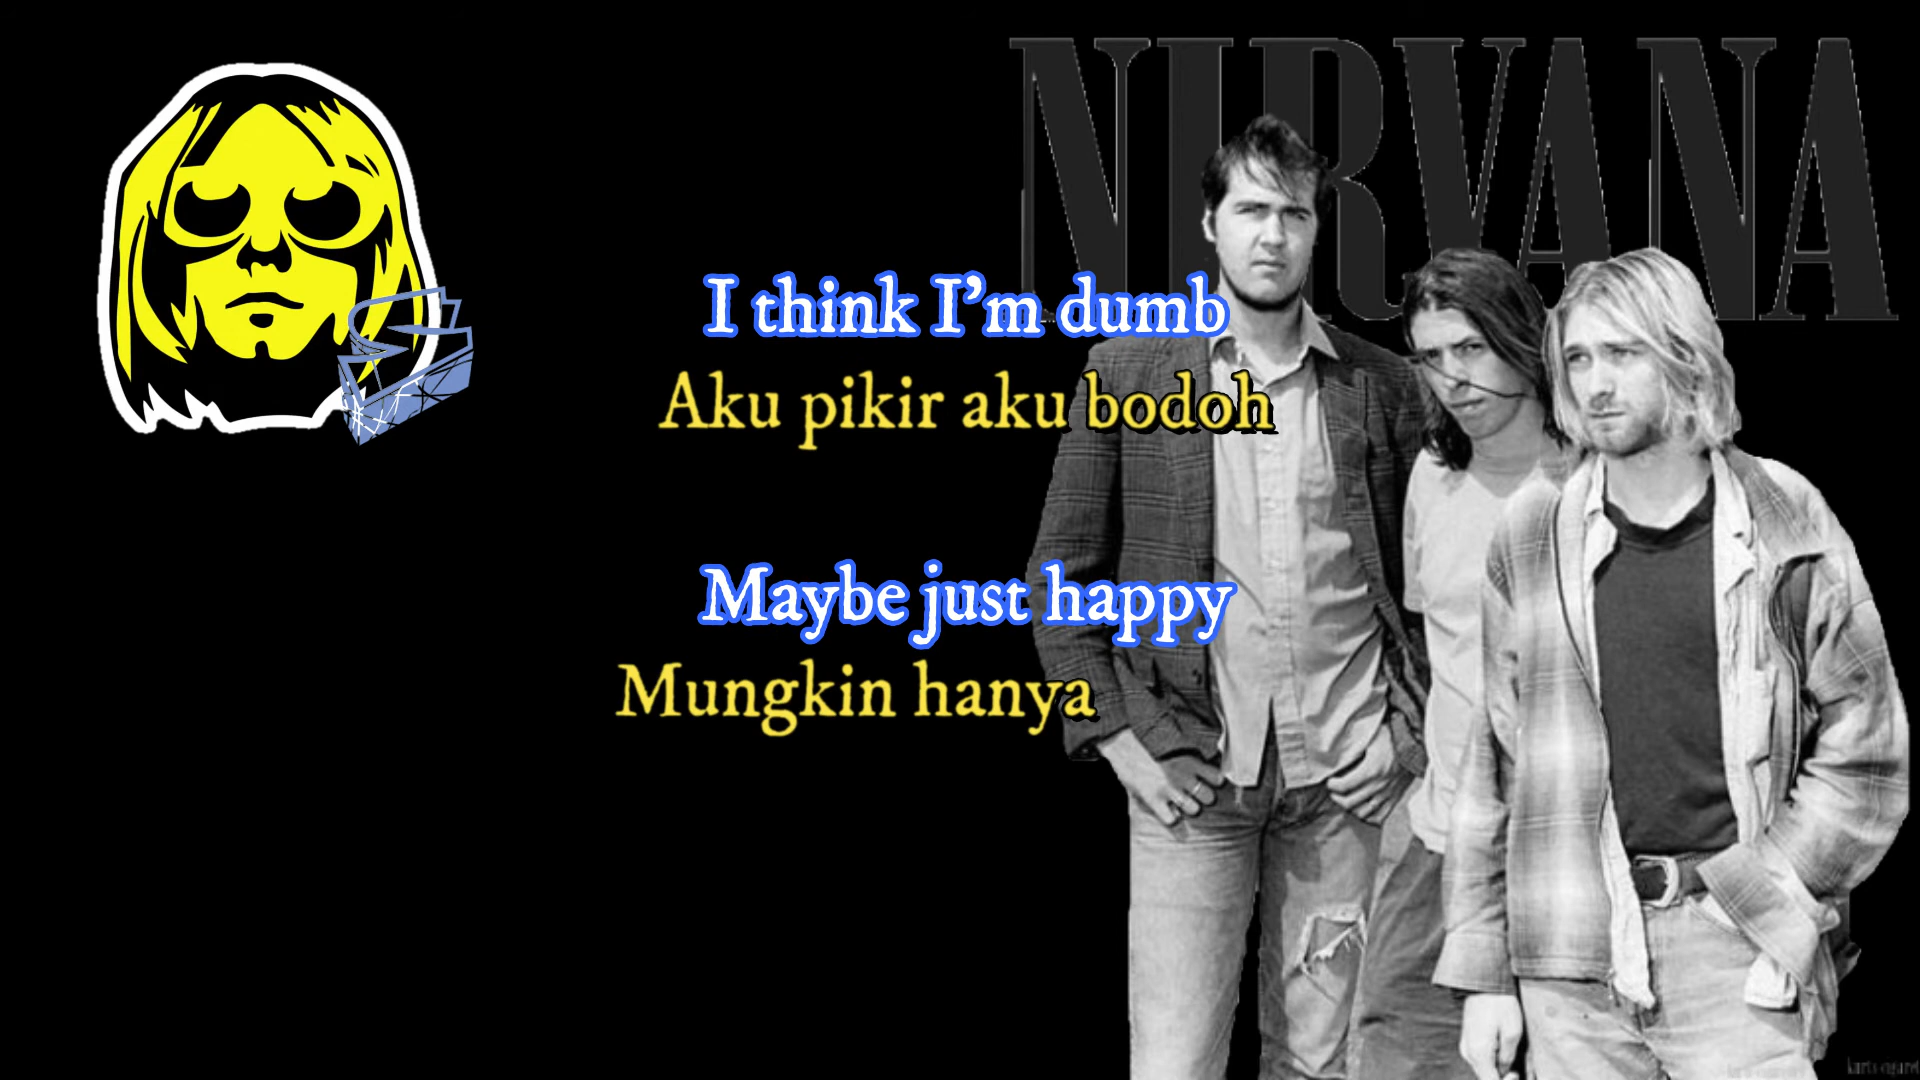 NIRVANA
I think I'm dumb
Aku pikir aku bodoh
Maybe just happy
Mungkin hanya